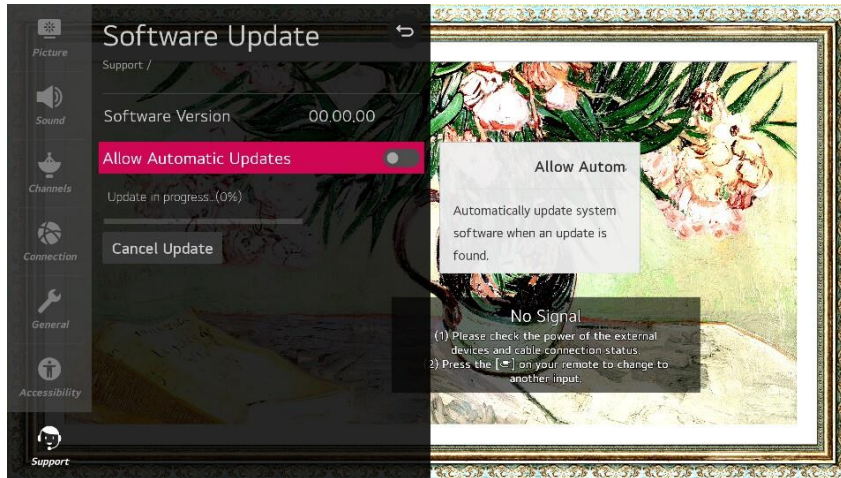 Picture
Sound
Channels
Connection
General
Accessibility
Support
Software Update
Support /
Software Version 00.00.00
Allow Automatic Updates
Update in progress...(0%)
Cancel Update
Allow Autom
Automatically update system
software when an update is
found.
No Signal
(1) Please check the power of the external
devices and cable connection status.
2) Press the [ ] on your remote to change to
another input.